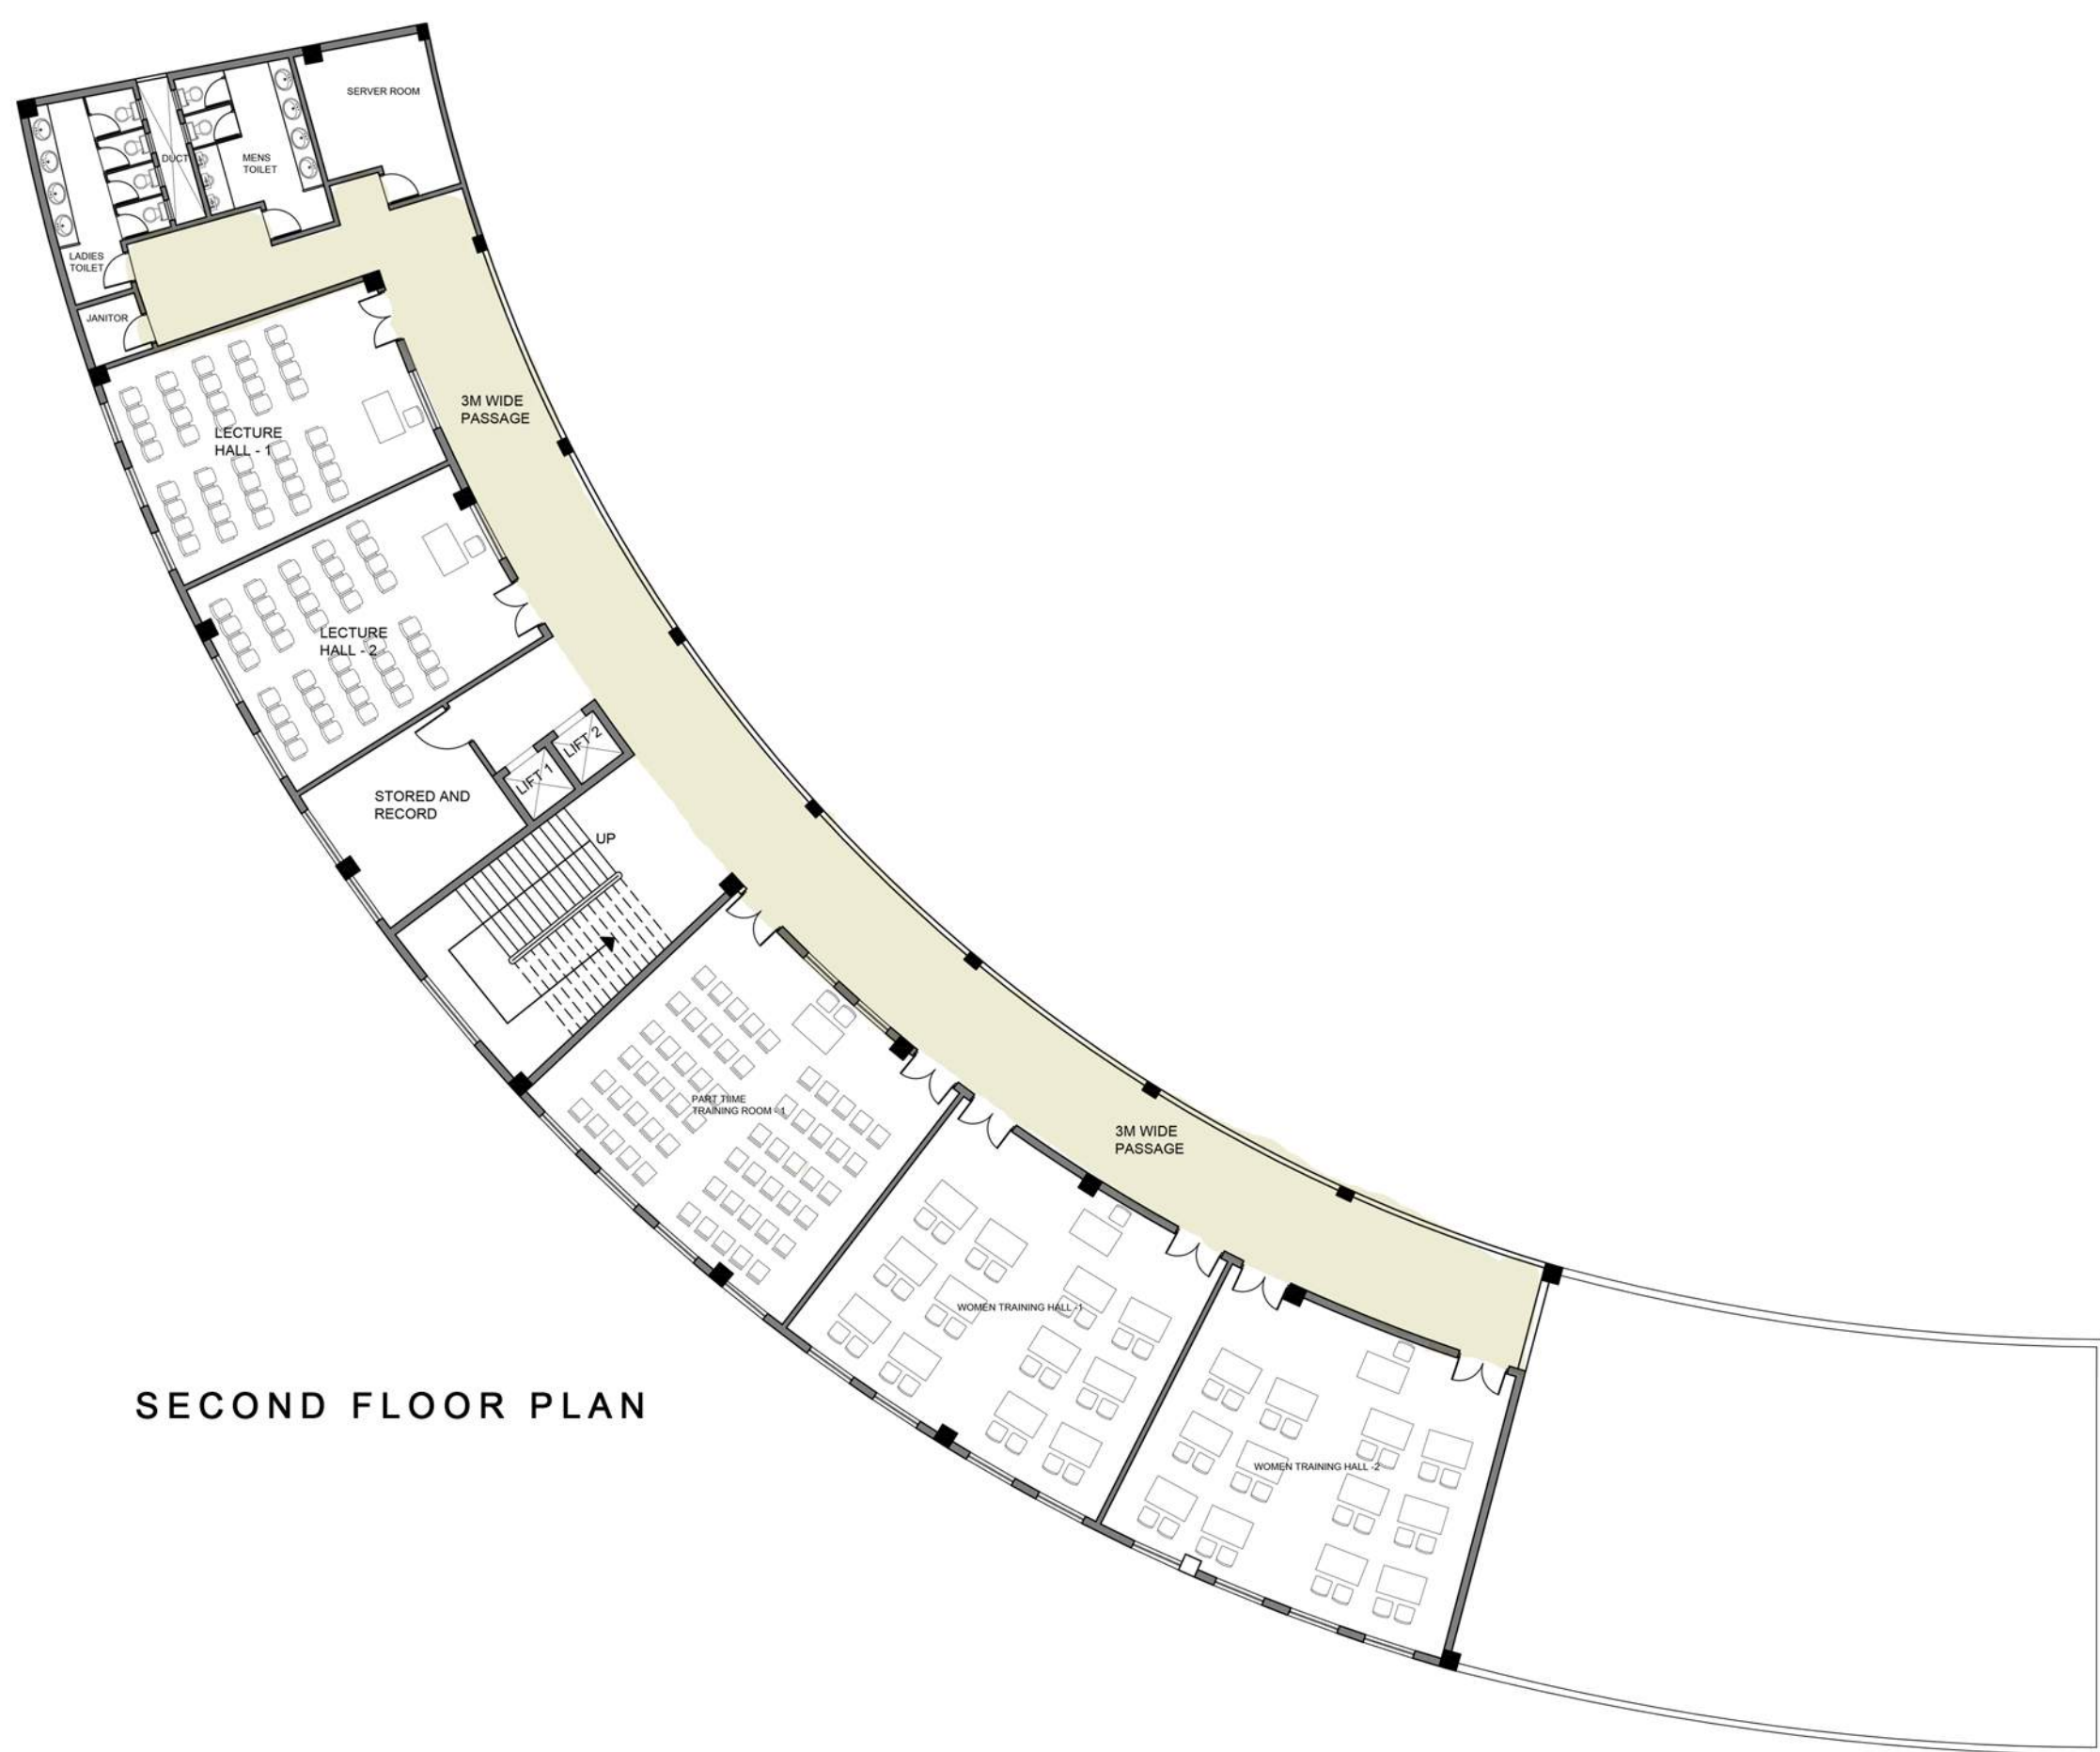 SERVER ROOM
DUCT
MENS
TOILET
LADIES
TOILET
JANITOR
3M WIDE
PASSAGE
LECTURE
HALL - 1
LECTURE
HALL - 2
LIFT 2
LIFT 1
STORED AND
RECORD
UP
PART TIIME
TRAINING ROOM - 1
3M WIDE
PASSAGE
WOMEN TRAINING HALL -1
SECOND FLOOR PLAN
WOMEN TRAINING HALL -2